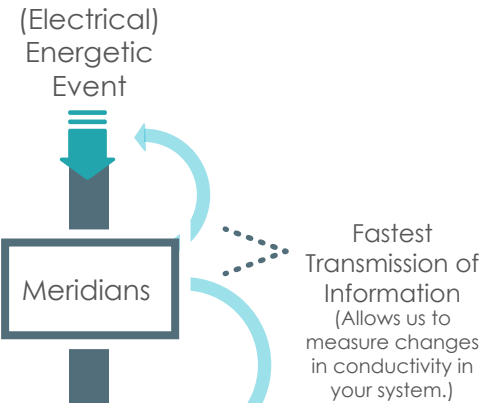 (Electrical)
Energetic
Event
Meridians
Fastest
Transmission of
Information
(Allows us to
measure changes
in conductivity in
your system.)